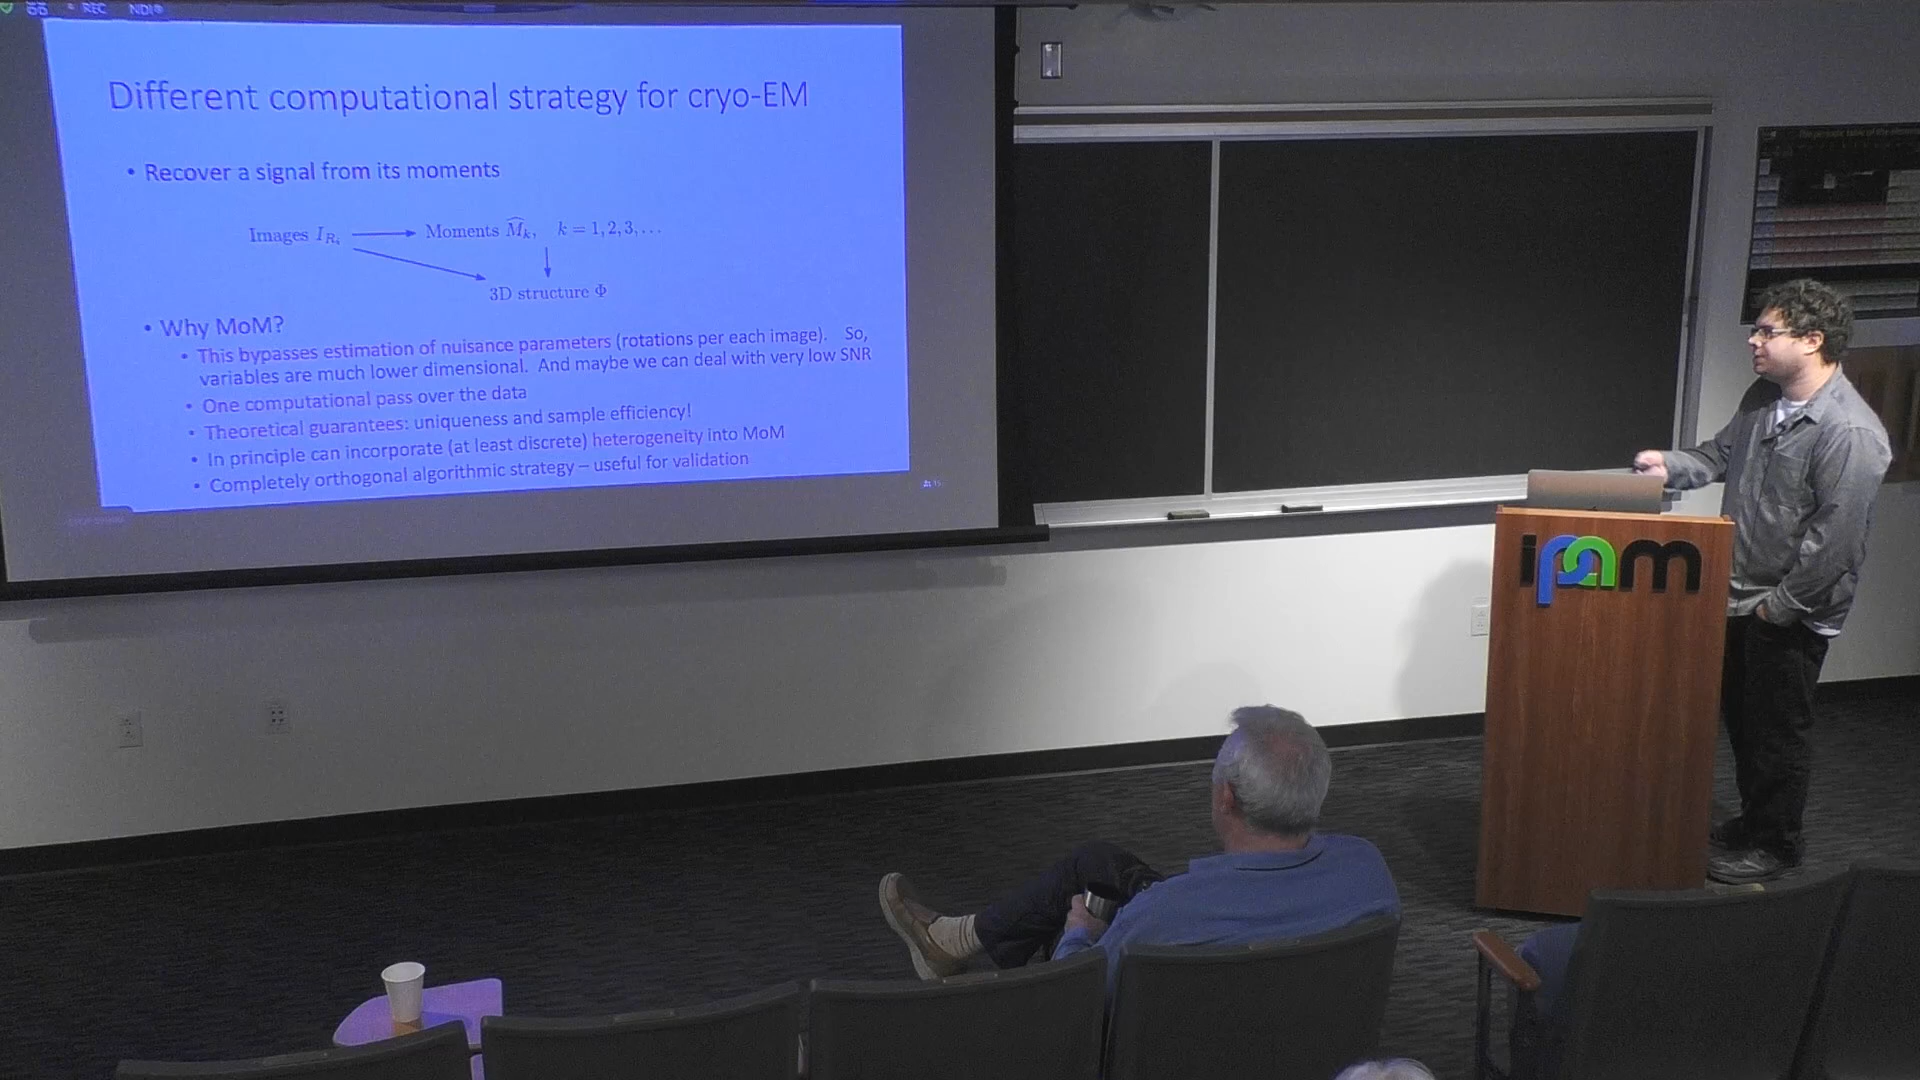 REC NDI®
Different computational strategy for cryo-EM
• Recover a signal from its moments
Images I_{R_i} → Moments \widehat{M}_k, k = 1, 2, 3, …
3D structure Φ
• Why MoM?
• This bypasses estimation of nuisance parameters (rotations per each image). So,
variables are much lower dimensional. And maybe we can deal with very low SNR
• One computational pass over the data
• Theoretical guarantees: uniqueness and sample efficiency!
• In principle can incorporate (at least discrete) heterogeneity into MoM
• Completely orthogonal algorithmic strategy – useful for validation
ipam